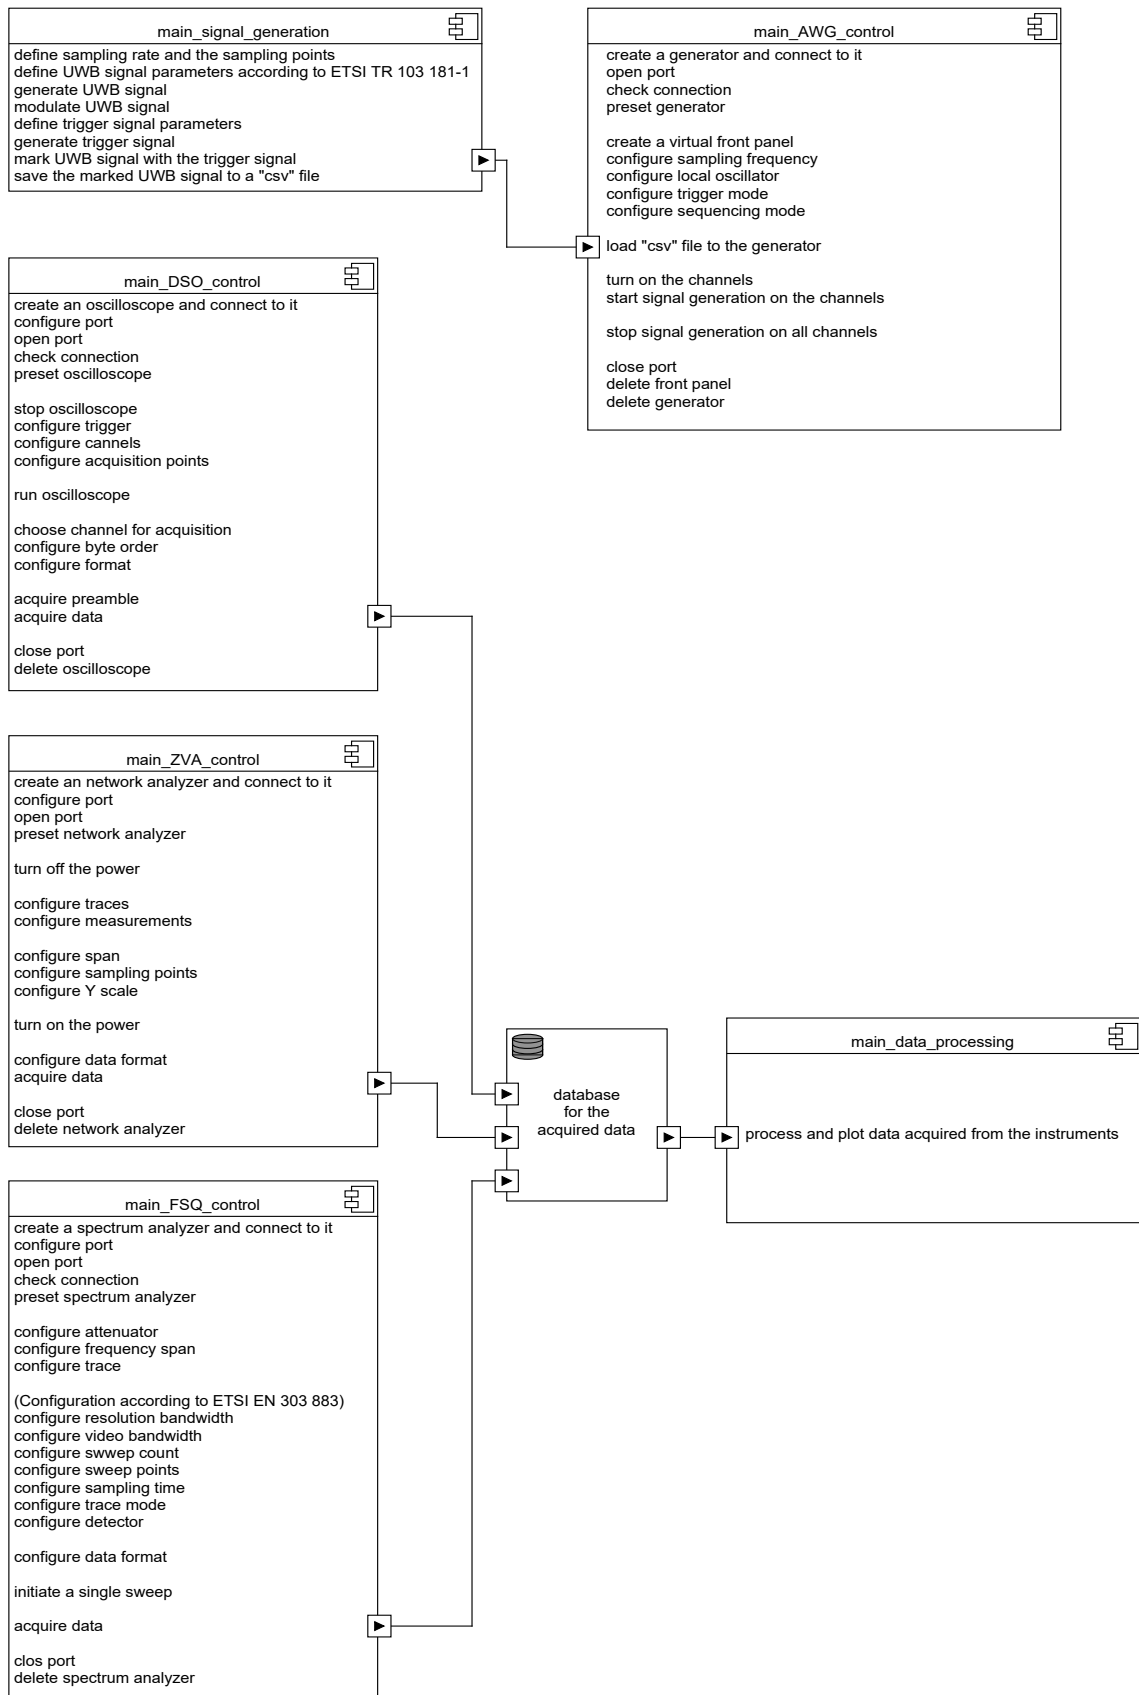 main_signal_generation
define sampling rate and the sampling points
define UWB signal parameters according to ETSI TR 103 181-1
generate UWB signal
modulate UWB signal
define trigger signal parameters
generate trigger signal
mark UWB signal with the trigger signal
save the marked UWB signal to a "csv" file
main_AWG_control
create a generator and connect to it
open port
check connection
preset generator
create a virtual front panel
configure sampling frequency
configure local oscillator
configure trigger mode
configure sequencing mode
load "csv" file to the generator
turn on the channels
start signal generation on the channels
stop signal generation on all channels
close port
delete front panel
delete generator
main_DSO_control
create an oscilloscope and connect to it
configure port
open port
check connection
preset oscilloscope
stop oscilloscope
configure trigger
configure cannels
configure acquisition points
run oscilloscope
choose channel for acquisition
configure byte order
configure format
acquire preamble
acquire data
close port
delete oscilloscope
main_ZVA_control
create an network analyzer and connect to it
configure port
open port
preset network analyzer
turn off the power
configure traces
configure measurements
configure span
configure sampling points
configure Y scale
turn on the power
configure data format
acquire data
close port
delete network analyzer
database
for the
acquired data
main_data_processing
process and plot data acquired from the instruments
main_FSQ_control
create a spectrum analyzer and connect to it
configure port
open port
check connection
preset spectrum analyzer
configure attenuator
configure frequency span
configure trace
(Configuration according to ETSI EN 303 883)
configure resolution bandwidth
configure video bandwidth
configure swwep count
configure sweep points
configure sampling time
configure trace mode
configure detector
configure data format
initiate a single sweep
acquire data
clos port
delete spectrum analyzer